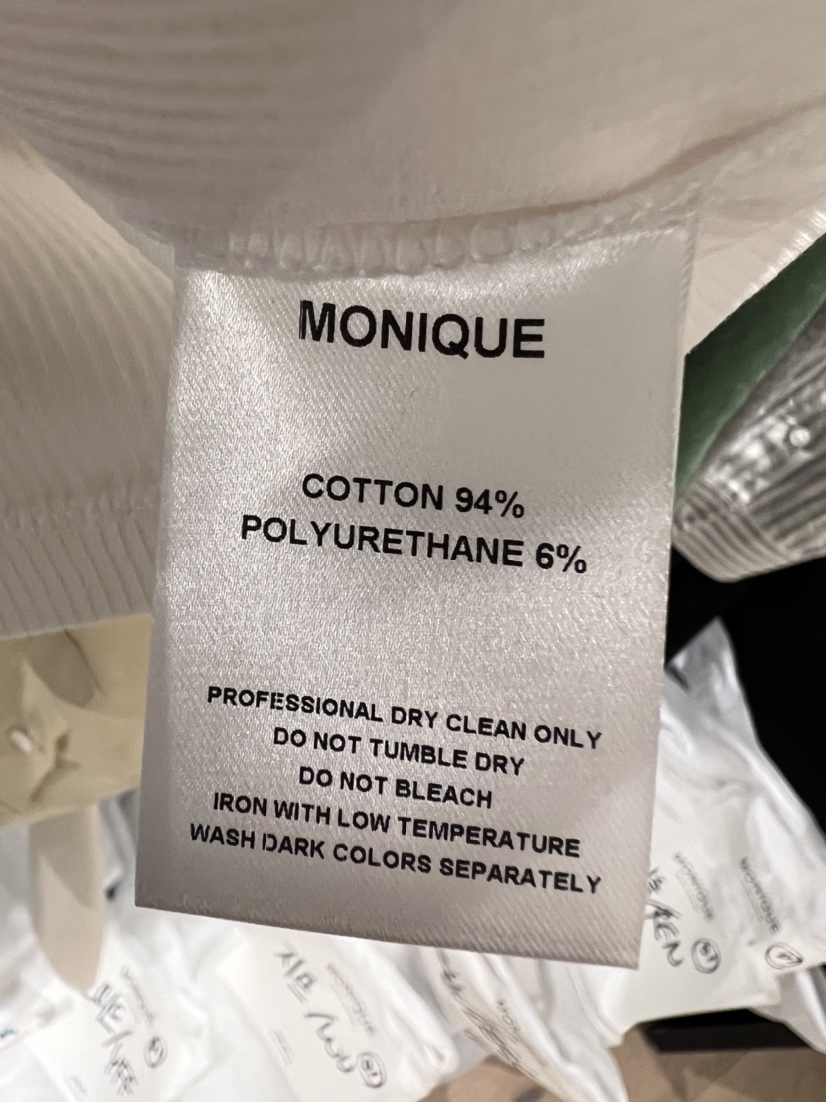 MONIQUE
COTTON 94%
POLYURETHANE 6%
PROFESSIONAL DRY CLEAN ONLY
DO NOT TUMBLE DRY
DO NOT BLEACH
IRON WITH LOW TEMPERATURE
WASH DARK COLORS SEPARATELY